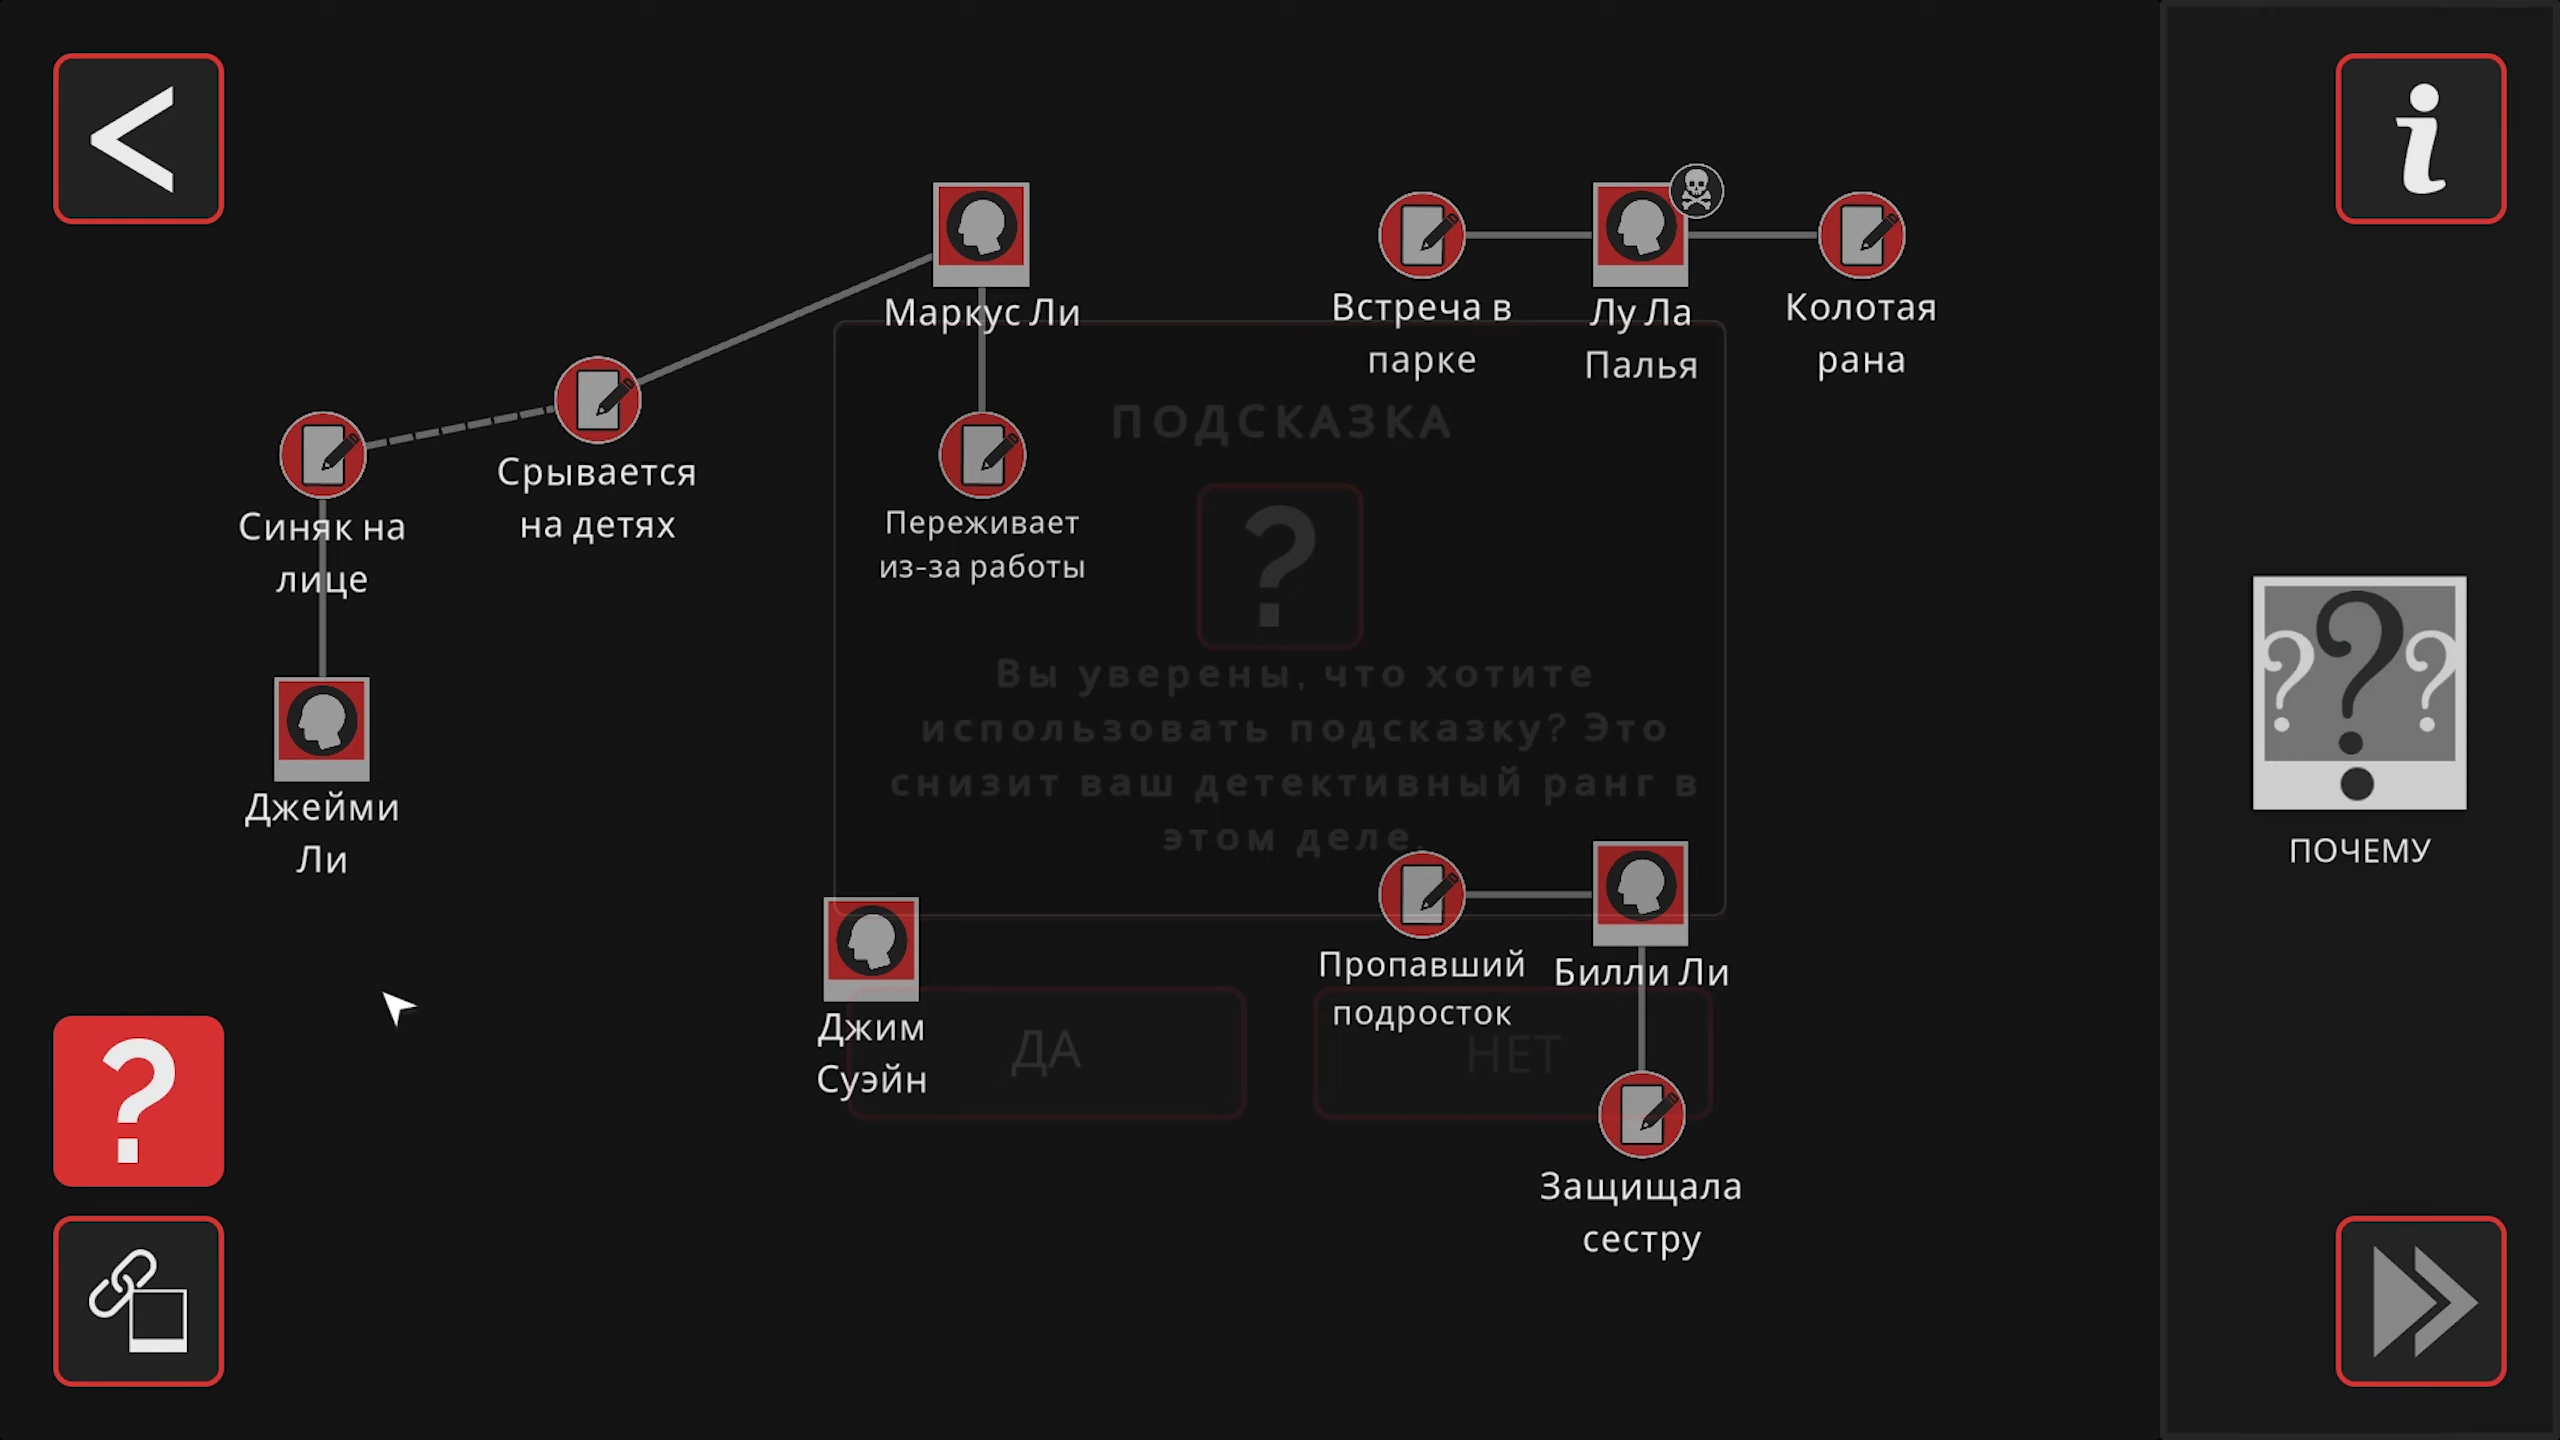 Маркус Ли
Встреча в
парке
Лу Ла
Палья
Колотая
рана
ПОДСКАЗКА
?
Срывается
на детях
Синяк на
лице
Переживает
из-за работы
Вы уверены, что хотите
использовать подсказку? Это
снизит ваш детективный ранг в
этом деле.
???
ПОЧЕМУ
Джейми
Ли
Пропавший
подросток
Билли Ли
Джим
Суэйн
ДА
НЕТ
?
Защищала
сестру
i